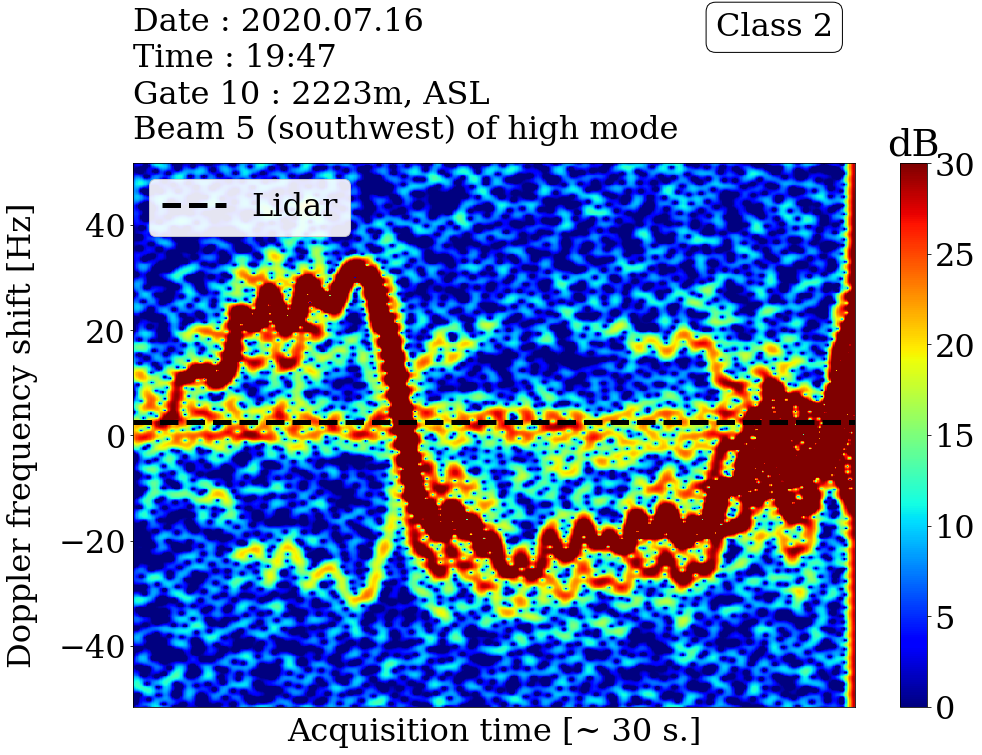 Date : 2020.07.16
Time : 19:47
Gate 10 : 2223m, ASL
Beam 5 (southwest) of high mode
Class 2
dB
Lidar
Doppler frequency shift [Hz]
40
20
0
−20
−40
30
25
20
15
10
5
0
Acquisition time [~ 30 s.]